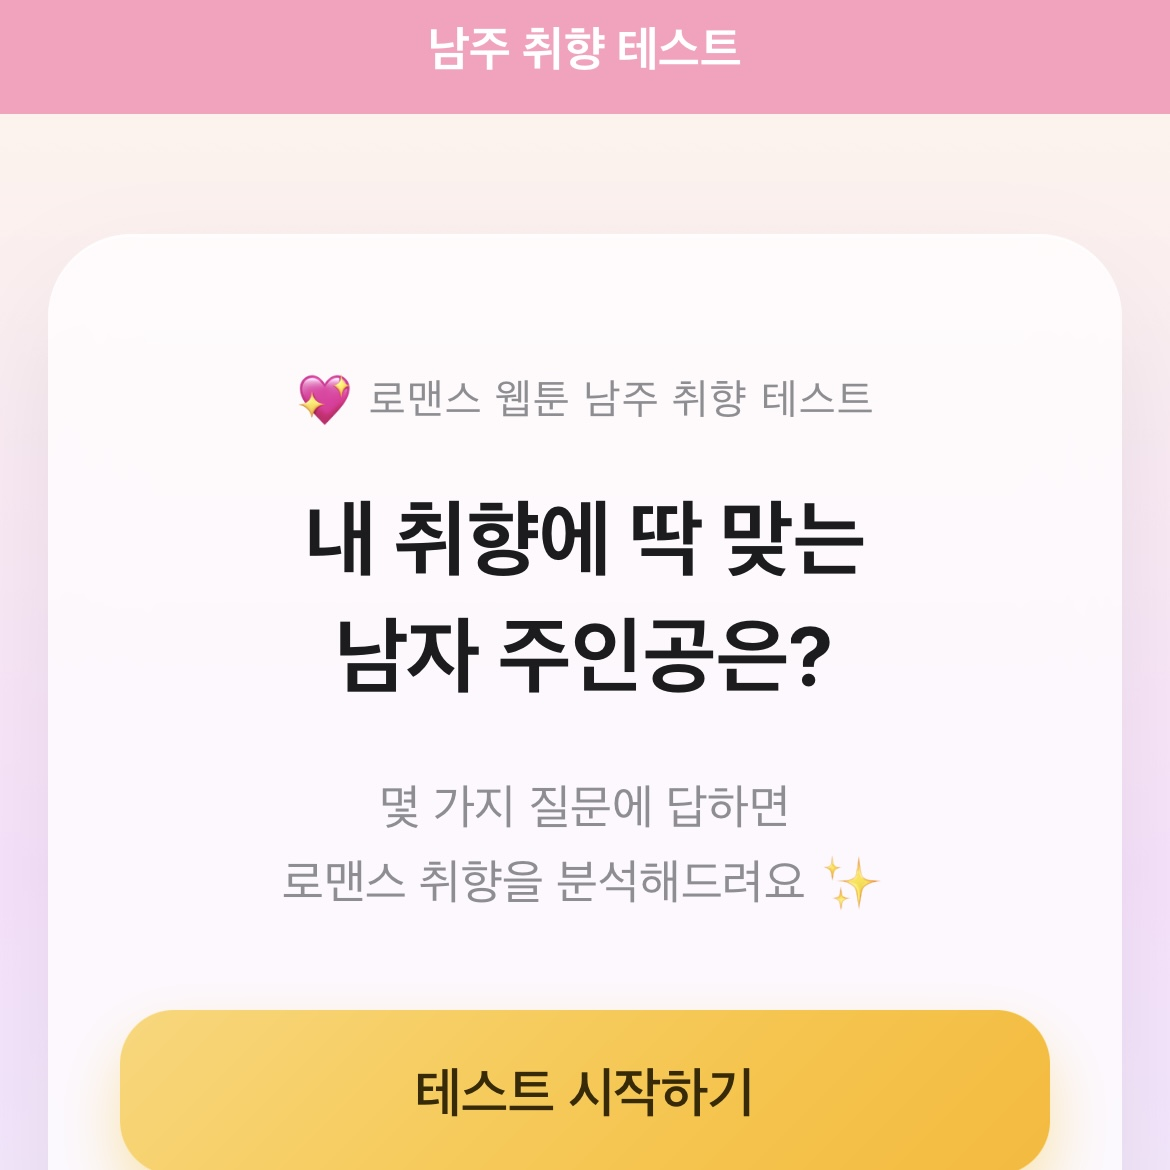 남주 취향 테스트
💖 로맨스 웹툰 남주 취향 테스트
내 취향에 딱 맞는
남자 주인공은?
몇 가지 질문에 답하면
로맨스 취향을 분석해드려요 ✨
테스트 시작하기